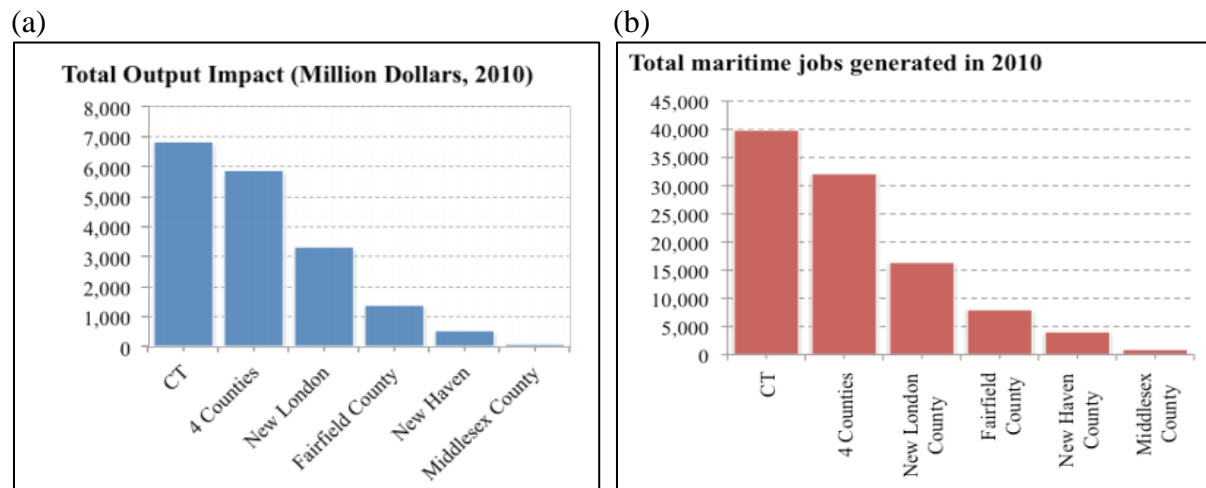 (a)
Total Output Impact (Million Dollars, 2010)
8,000
7,000
6,000
5,000
4,000
3,000
2,000
1,000
0
CT
4 Counties
New London
Fairfield County
New Haven
Middlesex County
(b)
Total maritime jobs generated in 2010
45,000
40,000
35,000
30,000
25,000
20,000
15,000
10,000
5,000
0
CT
4 Counties
New London
County
Fairfield
County
New Haven
County
Middlesex
County